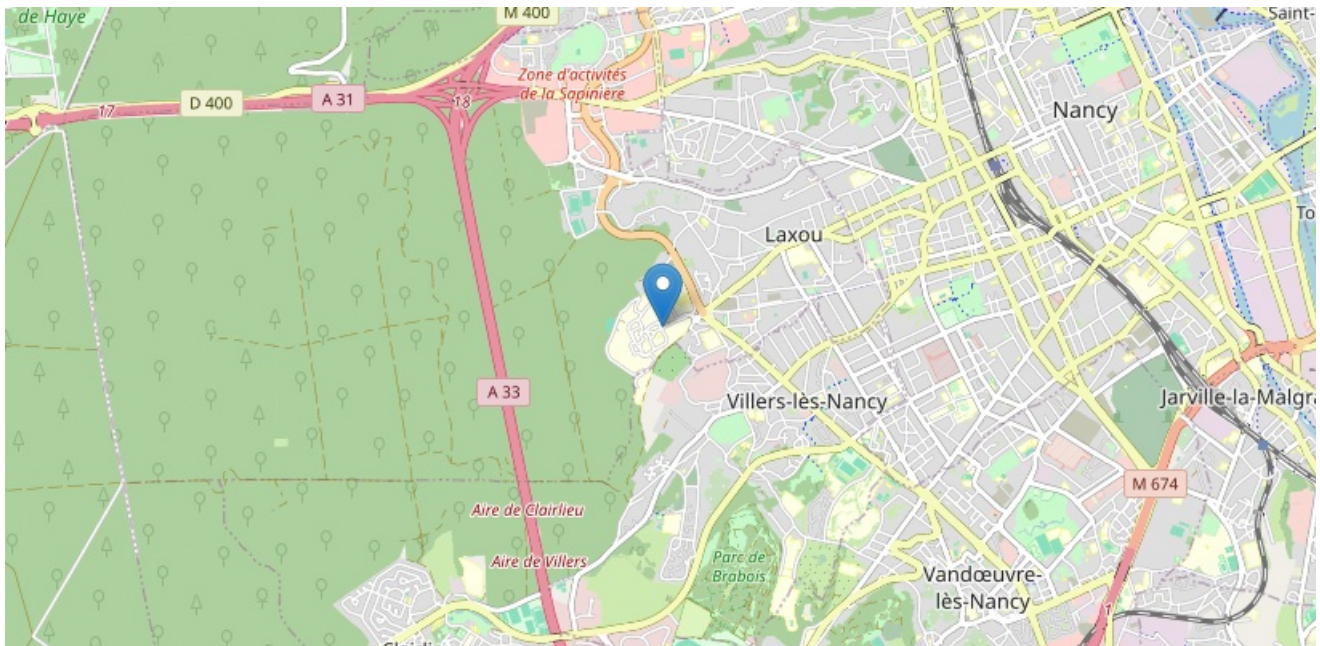 de Haye
M 400
Saint-
Zone d'activités
de la Sapinière
17
D 400
A 31
18
Nancy
To
Laxou
A 33
Villers-lès-Nancy
Jarville-la-Malgra
M 674
Aire de Clairlieu
Aire de Villers
Parc de
Brabois
Vandœuvre-
lès-Nancy
1